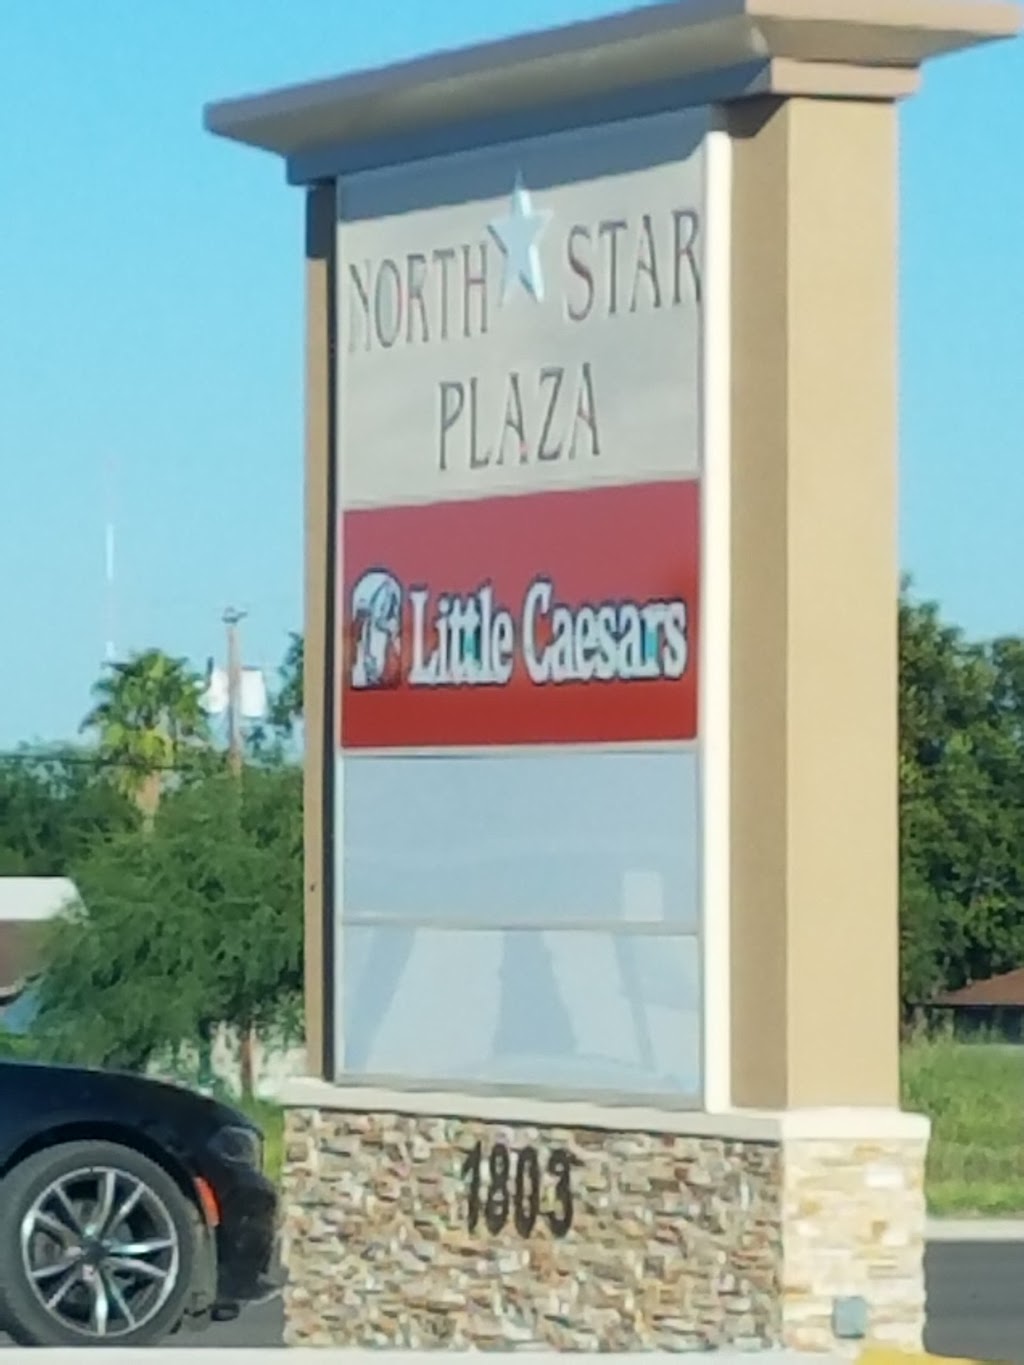 NORTH STAR
PLAZA
Little Caesars
1803